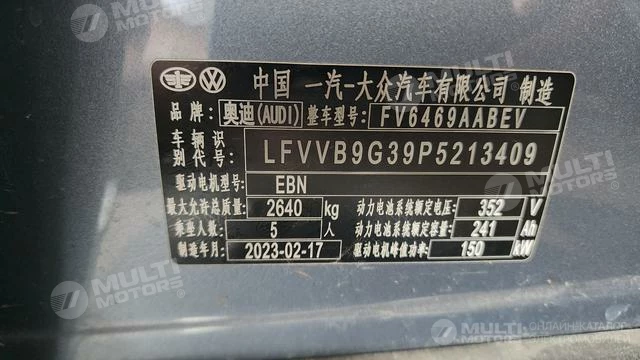 中国 一汽-大众汽车有限公司 制造
品牌: 奥迪(AUDI) 整车型号: FV6469AABEV
车辆识别代号: LFVVB9G39P5213409
驱动电机型号: EBN
最大允许总质量: 2640 kg 动力电池系统额定电压: 352 V
乘坐人数: 5 人 动力电池系统额定容量: 241 Ah
制造年月: 2023-02-17 驱动电机峰值功率: 150 kW
MULTI MOTORS
MULTI MOTORS
MULTI MOTORS
MULTI MOTORS
MULTI
ОНЛАЙН-КАТАЛОГ